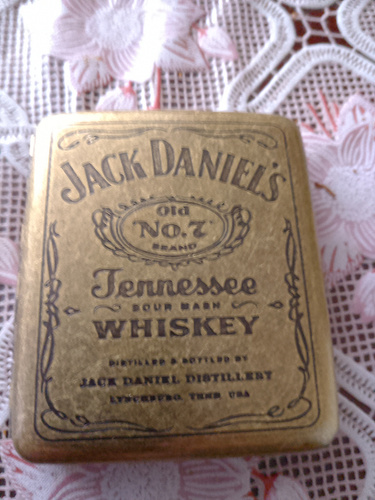 JACK DANIEL'S
Old
No.7
BRAND
Tennessee
SOUR MASH
WHISKEY
DISTILLED & BOTTLED BY
JACK DANIEL DISTILLERY
LYNCHBURG, TENN USA